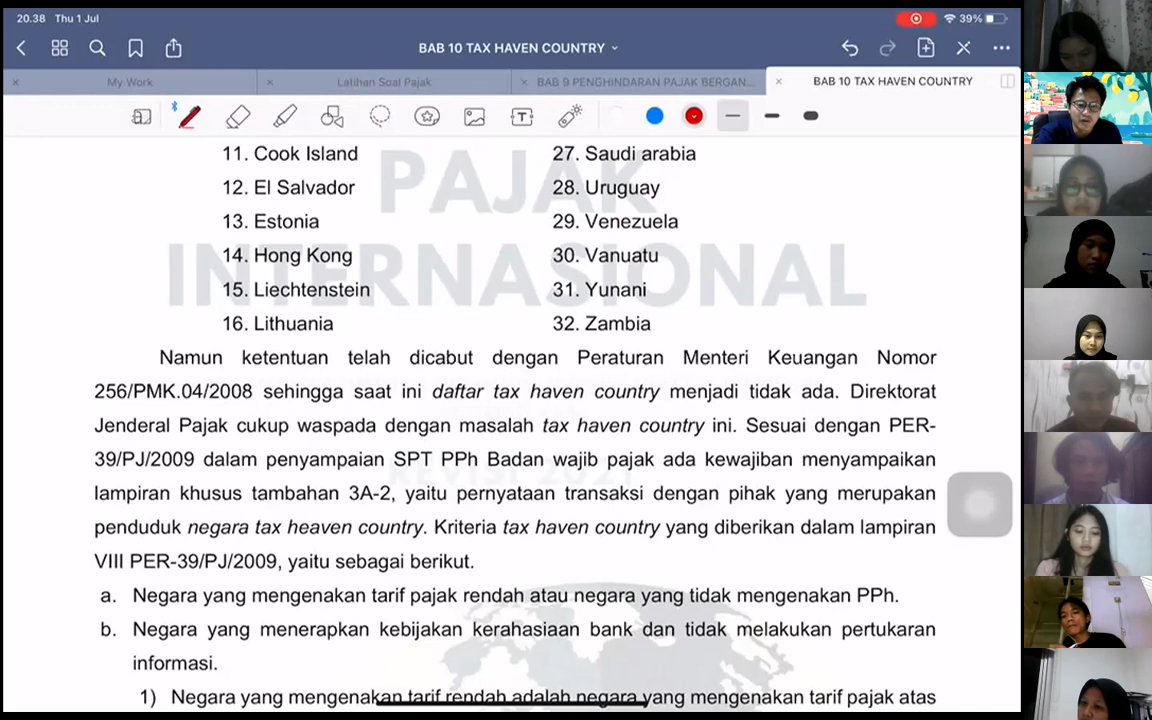 20.38 Thu 1 Jul
39%
BAB 10 TAX HAVEN COUNTRY
My Work
Latihan Soal Pajak
BAB 9 PENGHINDARAN PAJAK BERGAN...
BAB 10 TAX HAVEN COUNTRY
PAJAK
INTERNASIONAL
11. Cook Island
12. El Salvador
13. Estonia
14. Hong Kong
15. Liechtenstein
16. Lithuania
27. Saudi arabia
28. Uruguay
29. Venezuela
30. Vanuatu
31. Yunani
32. Zambia
Namun ketentuan telah dicabut dengan Peraturan Menteri Keuangan Nomor
256/PMK.04/2008 sehingga saat ini daftar tax haven country menjadi tidak ada. Direktorat
Jenderal Pajak cukup waspada dengan masalah tax haven country ini. Sesuai dengan PER-
39/PJ/2009 dalam penyampaian SPT PPh Badan wajib pajak ada kewajiban menyampaikan
lampiran khusus tambahan 3A-2, yaitu pernyataan transaksi dengan pihak yang merupakan
penduduk negara tax heaven country. Kriteria tax haven country yang diberikan dalam lampiran
VIII PER-39/PJ/2009, yaitu sebagai berikut.
a. Negara yang mengenakan tarif pajak rendah atau negara yang tidak mengenakan PPh.
b. Negara yang menerapkan kebijakan kerahasiaan bank dan tidak melakukan pertukaran
informasi.
1) Negara yang mengenakan tarif rendah adalah negara yang mengenakan tarif pajak atas